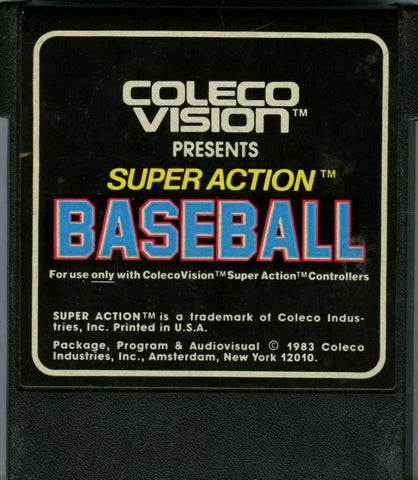 COLECO
VISION™
PRESENTS
SUPER ACTION™
BASEBALL
For use only with ColecoVision™ Super Action™ Controllers
SUPER ACTION™ is a trademark of Coleco Indus-
tries, Inc. Printed in U.S.A.
Package, Program & Audiovisual © 1983 Coleco
Industries, Inc., Amsterdam, New York 12010.